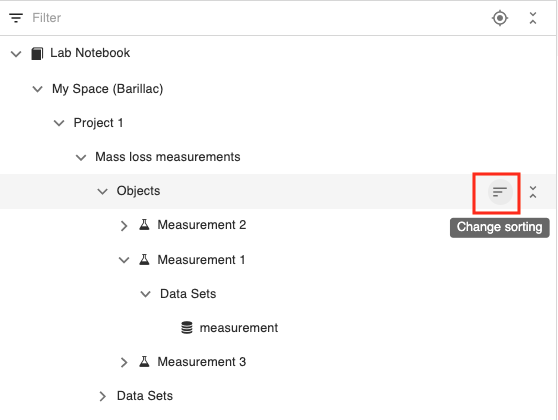 Filter
Lab Notebook
My Space (Barillac)
Project 1
Mass loss measurements
Objects
Measurement 2
Change sorting
Measurement 1
Data Sets
measurement
Measurement 3
Data Sets